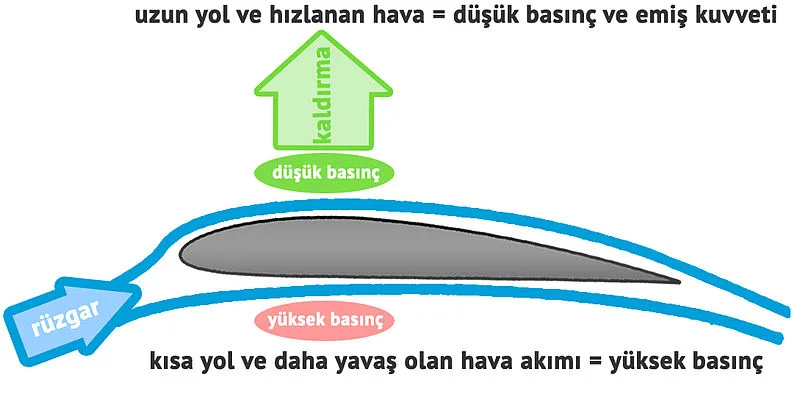 uzun yol ve hızlanan hava = düşük basınç ve emiş kuvveti
kaldırma
düşük basınç
rüzgar
yüksek basınç
kısa yol ve daha yavaş olan hava akımı = yüksek basınç